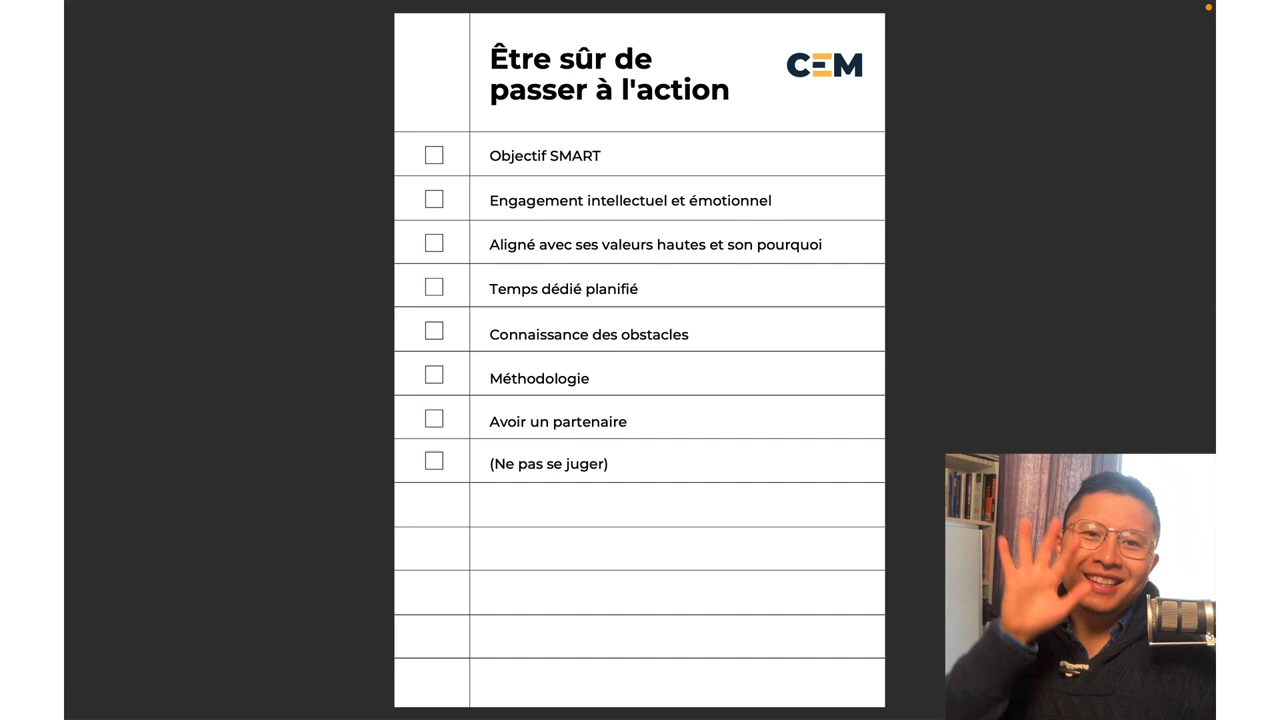 Être sûr de
passer à l'action
CEM
Objectif SMART
Engagement intellectuel et émotionnel
Aligné avec ses valeurs hautes et son pourquoi
Temps dédié planifié
Connaissance des obstacles
Méthodologie
Avoir un partenaire
(Ne pas se juger)